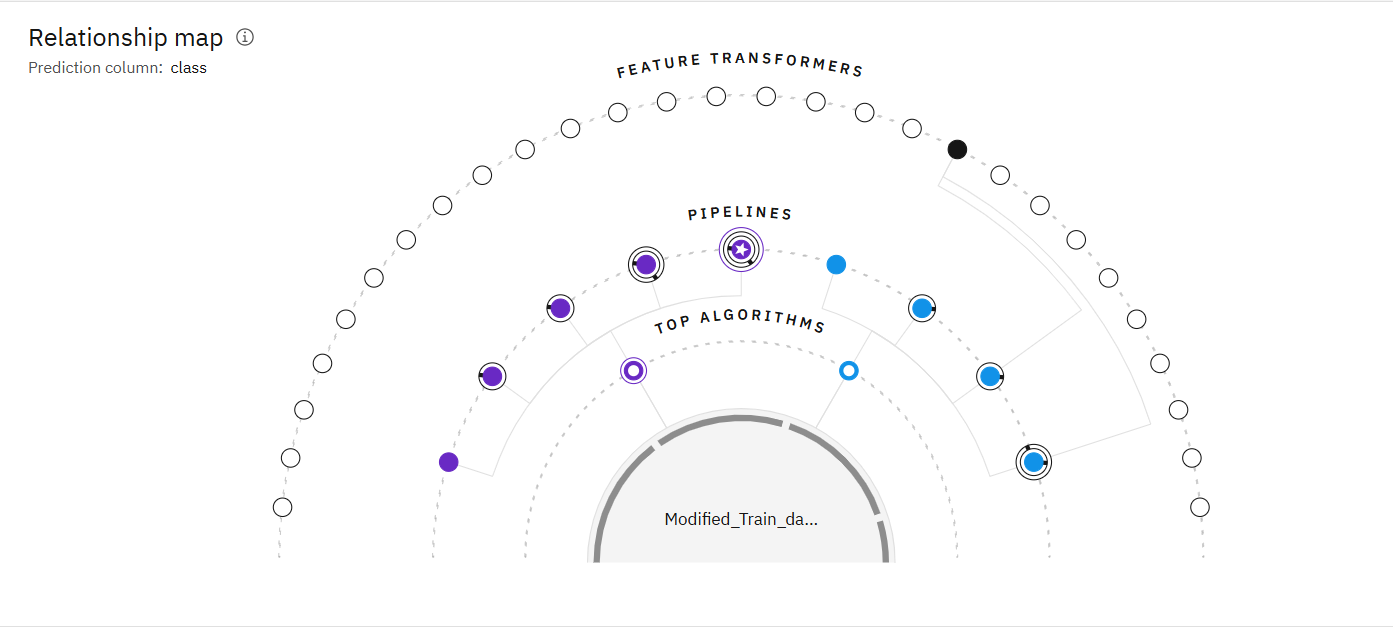 Relationship map
Prediction column: class
FEATURE TRANSFORMERS
PIPELINES
TOP ALGORITHMS
Modified_Train_da...